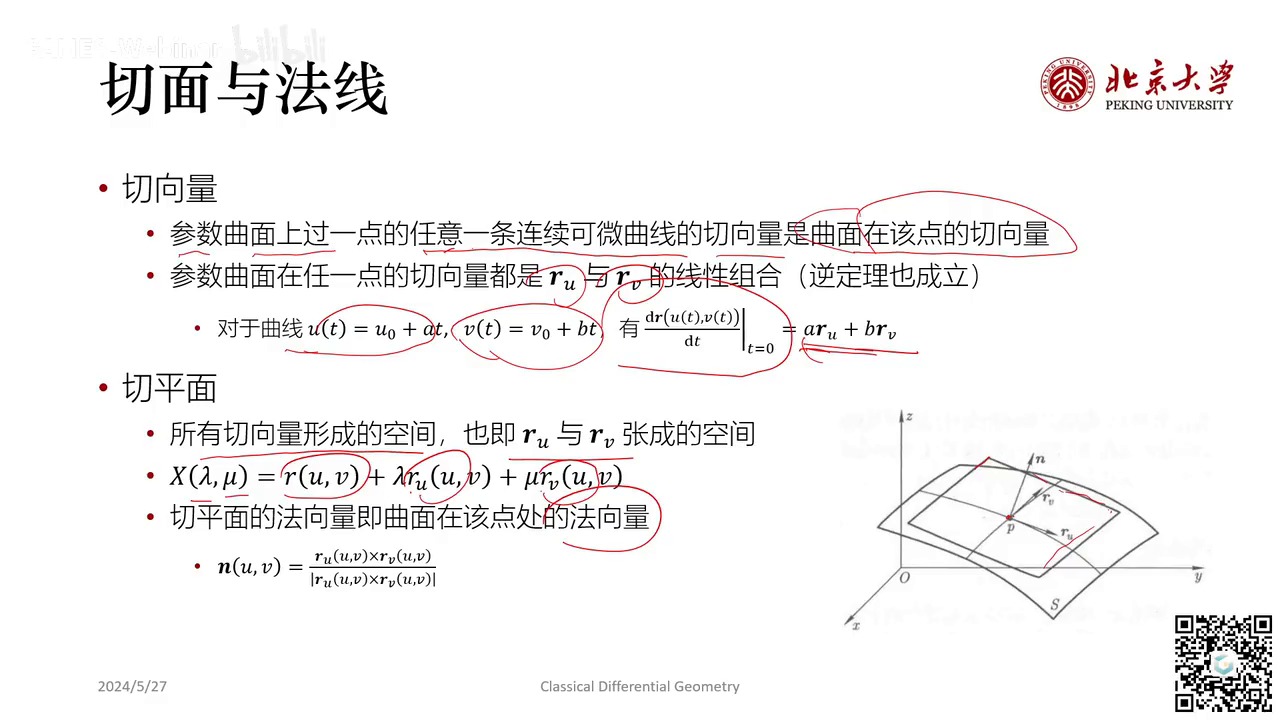 bilibili
切面与法线
北京大学
PEKING UNIVERSITY
• 切向量
• 参数曲面上过一点的任意一条连续可微曲线的切向量是曲面在该点的切向量
• 参数曲面在任一点的切向量都是 r_u 与 r_v 的线性组合（逆定理也成立）
• 对于曲线 u(t) = u_0 + at, v(t) = v_0 + bt，有 dr(u(t),v(t))/dt |_{t=0} = ar_u + br_v
• 切平面
• 所有切向量形成的空间，也即 r_u 与 r_v 张成的空间
• X(λ, μ) = r(u, v) + λr_u(u, v) + μr_v(u, v)
• 切平面的法向量即曲面在该点处的法向量
• n(u, v) = r_u(u,v)×r_v(u,v) / |r_u(u,v)×r_v(u,v)|
z
n
r_v
p
r_u
O
y
S
x
2024/5/27
Classical Differential Geometry